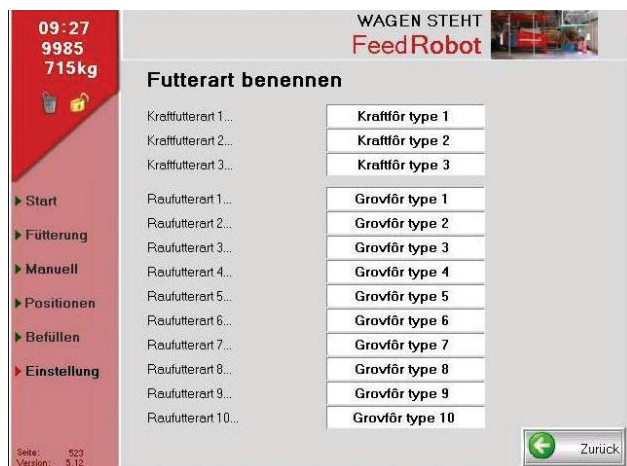 09:27
9985
715kg
WAGEN STEHT
FeedRobot
Futterart benennen
Kraftfutterart 1... Kraftfôr type 1
Kraftfutterart 2... Kraftfôr type 2
Kraftfutterart 3... Kraftfôr type 3
Raufutterart 1... Grovfôr type 1
Raufutterart 2... Grovfôr type 2
Raufutterart 3... Grovfôr type 3
Raufutterart 4... Grovfôr type 4
Raufutterart 5... Grovfôr type 5
Raufutterart 6... Grovfôr type 6
Raufutterart 7... Grovfôr type 7
Raufutterart 8... Grovfôr type 8
Raufutterart 9... Grovfôr type 9
Raufutterart 10... Grovfôr type 10
Start
Fütterung
Manuell
Positionen
Befüllen
Einstellung
Seite: 523
Version: 5.12
Zurück